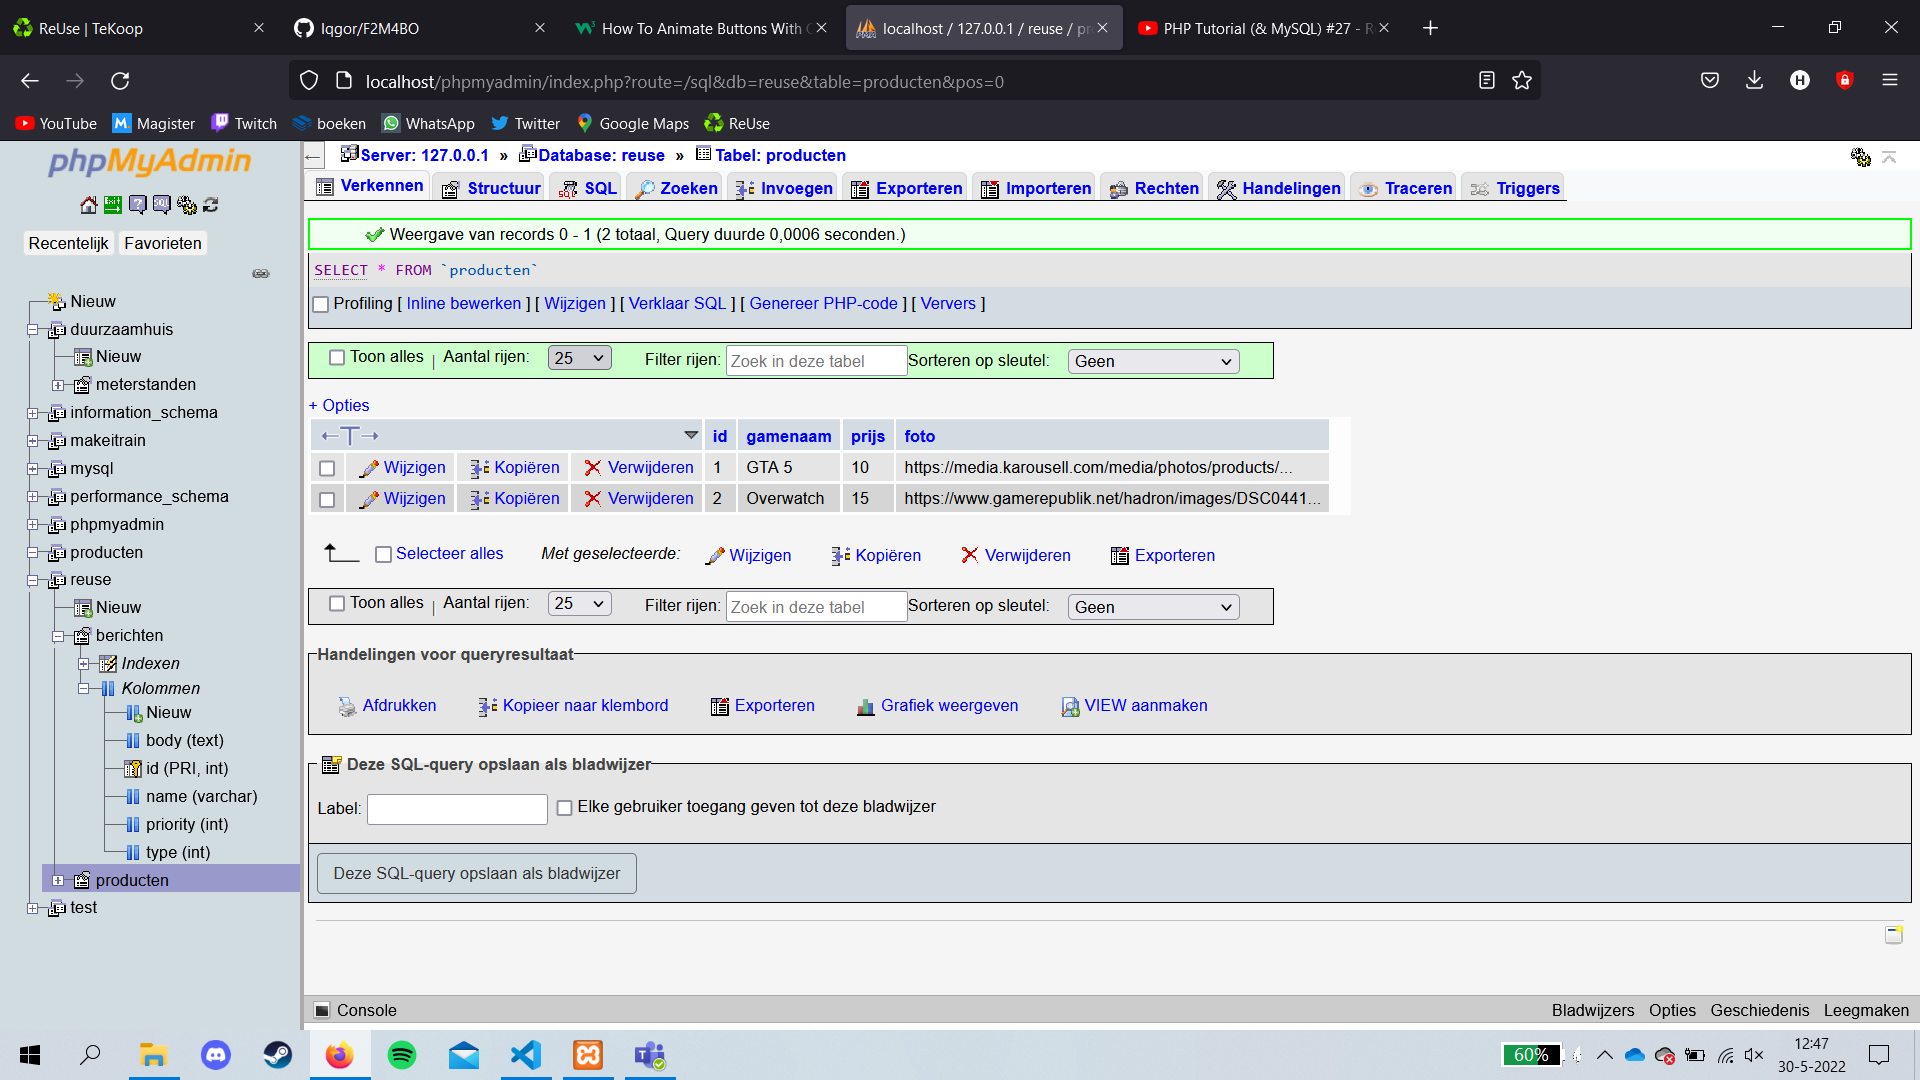 ReUse | TeKoop
Iqgor/F2M4BO
How To Animate Buttons With
localhost / 127.0.0.1 / reuse / pr
PHP Tutorial (& MySQL) #27 - R
localhost/phpmyadmin/index.php?route=/sql&db=reuse&table=producten&pos=0
H
YouTube
Magister
Twitch
boeken
WhatsApp
Twitter
Google Maps
ReUse
phpMyAdmin
Server: 127.0.0.1 » Database: reuse » Tabel: producten
Verkennen
Structuur
SQL
Zoeken
Invoegen
Exporteren
Importeren
Rechten
Handelingen
Traceren
Triggers
Recentelijk
Favorieten
Nieuw
duurzaamhuis
Nieuw
meterstanden
information_schema
makeitrain
mysql
performance_schema
phpmyadmin
producten
reuse
Nieuw
berichten
Indexen
Kolommen
Nieuw
body (text)
id (PRI, int)
name (varchar)
priority (int)
type (int)
producten
test
Weergave van records 0 - 1 (2 totaal, Query duurde 0,0006 seconden.)
SELECT * FROM `producten`
Profiling [ Inline bewerken ] [ Wijzigen ] [ Verklaar SQL ] [ Genereer PHP-code ] [ Ververs ]
Toon alles | Aantal rijen: 25 Filter rijen: Zoek in deze tabel Sorteren op sleutel: Geen
+ Opties
←T→ id gamenaam prijs foto
Wijzigen Kopiëren Verwijderen 1 GTA 5 10 https://media.karousell.com/media/photos/products/...
Wijzigen Kopiëren Verwijderen 2 Overwatch 15 https://www.gamerepublik.net/hadron/images/DSC0441...
Selecteer alles Met geselecteerde: Wijzigen Kopiëren Verwijderen Exporteren
Toon alles | Aantal rijen: 25 Filter rijen: Zoek in deze tabel Sorteren op sleutel: Geen
Handelingen voor queryresultaat
Afdrukken Kopieer naar klembord Exporteren Grafiek weergeven VIEW aanmaken
Deze SQL-query opslaan als bladwijzer
Label: Elke gebruiker toegang geven tot deze bladwijzer
Deze SQL-query opslaan als bladwijzer
Console
Bladwijzers Opties Geschiedenis Leegmaken
60%
12:47
30-5-2022